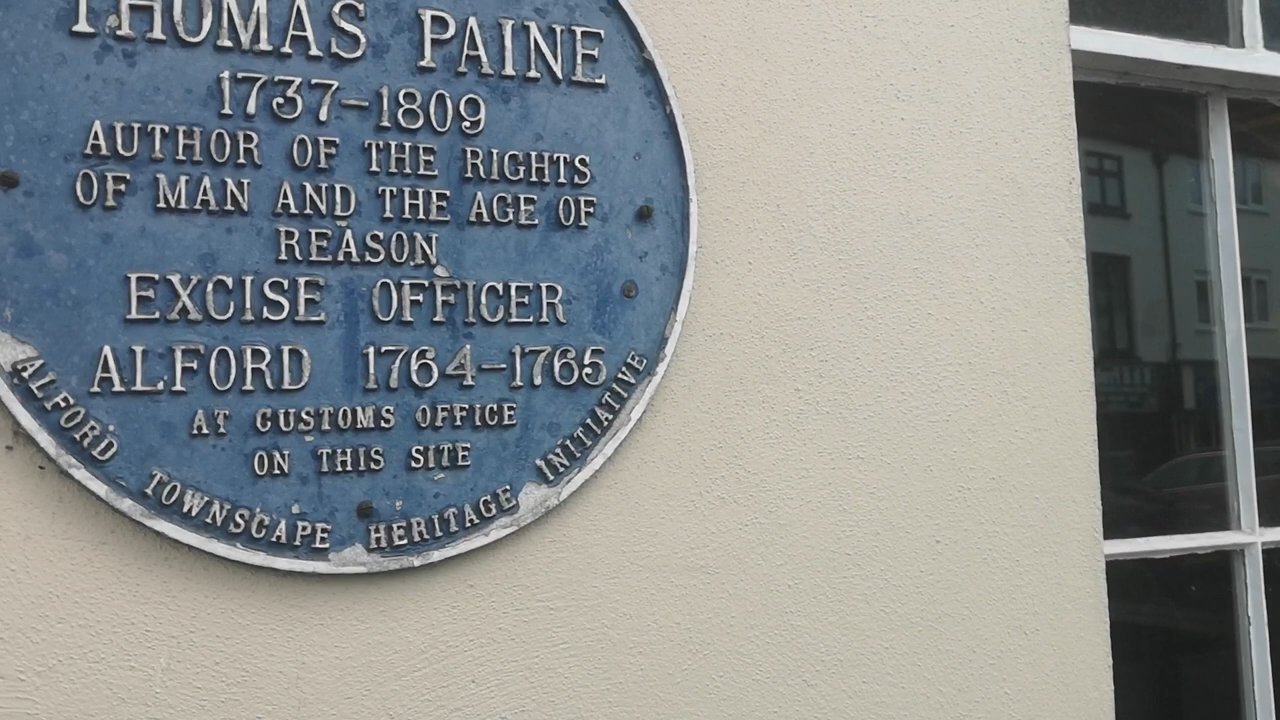 THOMAS PAINE
1737-1809
AUTHOR OF THE RIGHTS
OF MAN AND THE AGE OF
REASON
EXCISE OFFICER
ALFORD 1764-1765
AT CUSTOMS OFFICE
ON THIS SITE
ALFORD TOWNSCAPE HERITAGE INITIATIVE